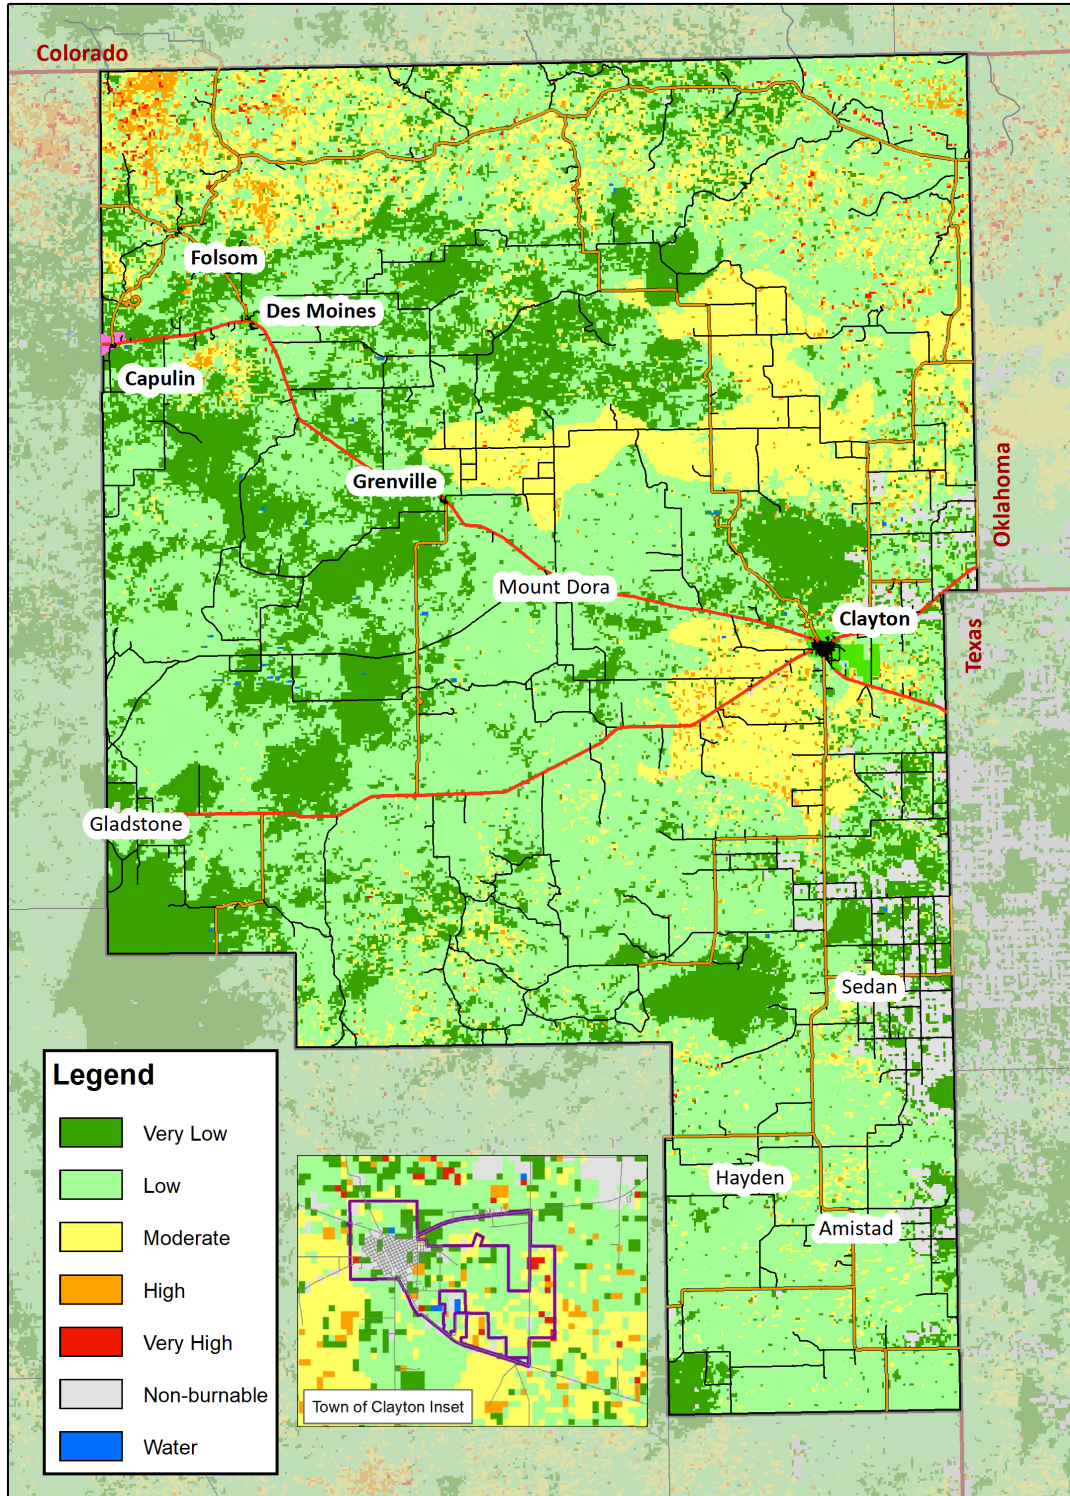 Colorado
Folsom
Des Moines
Capulin
Grenville
Oklahoma
Mount Dora
Clayton
Texas
Gladstone
Sedan
Hayden
Amistad
Legend
Very Low
Low
Moderate
High
Very High
Non-burnable
Water
Town of Clayton Inset